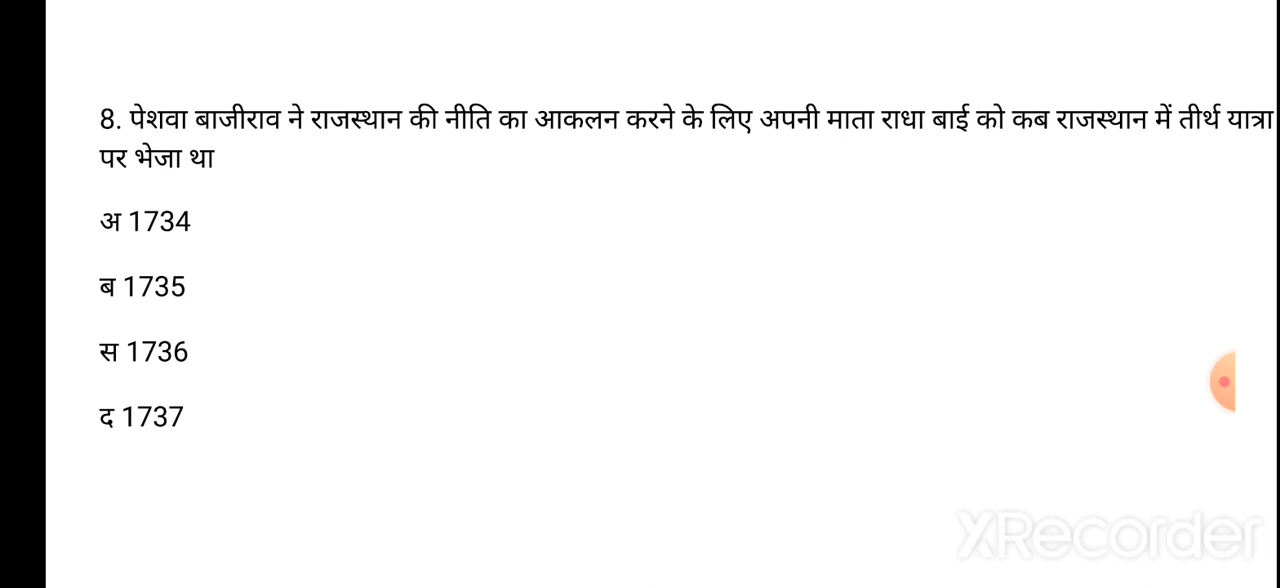 8. पेशवा बाजीराव ने राजस्थान की नीति का आकलन करने के लिए अपनी माता राधा बाई को कब राजस्थान में तीर्थ यात्रा
पर भेजा था
अ 1734
ब 1735
स 1736
द 1737
XRecorder